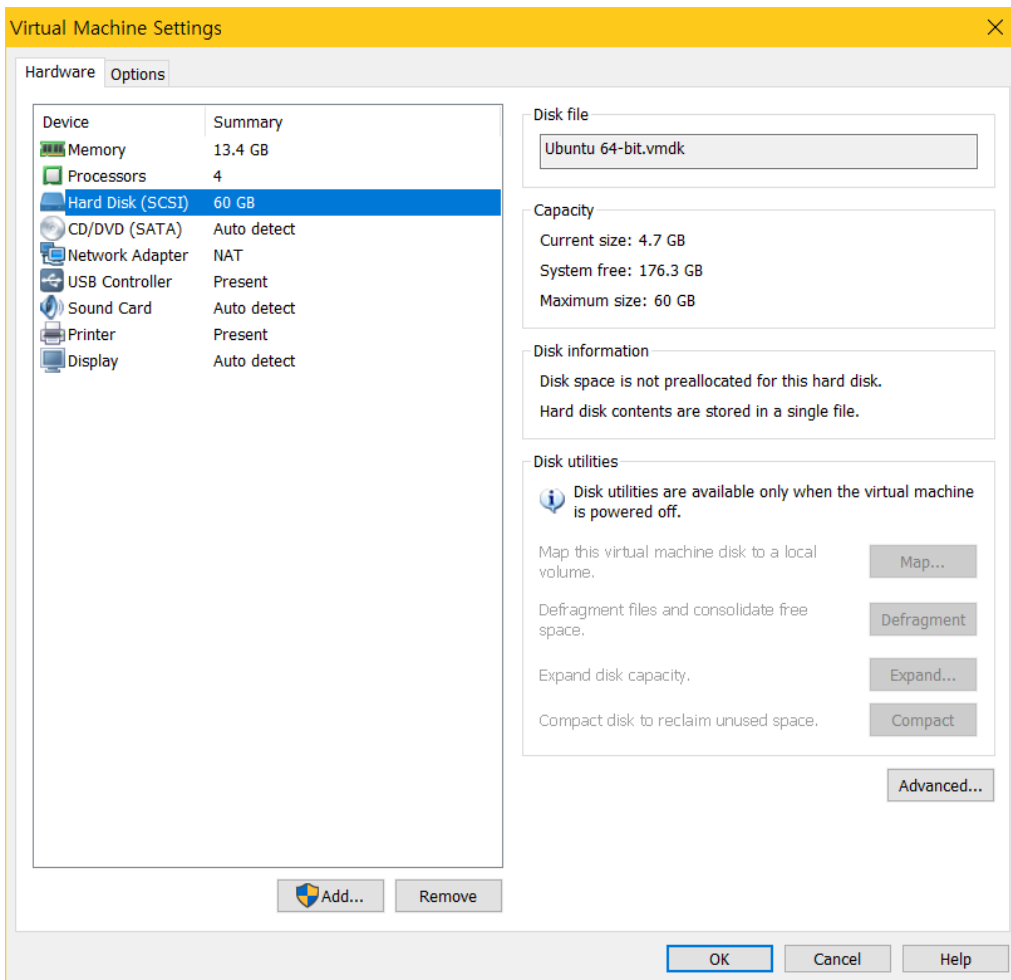 Virtual Machine Settings
Hardware Options
Device Summary
Memory 13.4 GB
Processors 4
Hard Disk (SCSI) 60 GB
CD/DVD (SATA) Auto detect
Network Adapter NAT
USB Controller Present
Sound Card Auto detect
Printer Present
Display Auto detect
Add... Remove
Disk file
Ubuntu 64-bit.vmdk
Capacity
Current size: 4.7 GB
System free: 176.3 GB
Maximum size: 60 GB
Disk information
Disk space is not preallocated for this hard disk.
Hard disk contents are stored in a single file.
Disk utilities
Disk utilities are available only when the virtual machine
is powered off.
Map this virtual machine disk to a local
volume.
Map...
Defragment files and consolidate free
space.
Defragment
Expand disk capacity.
Expand...
Compact disk to reclaim unused space.
Compact
Advanced...
OK Cancel Help